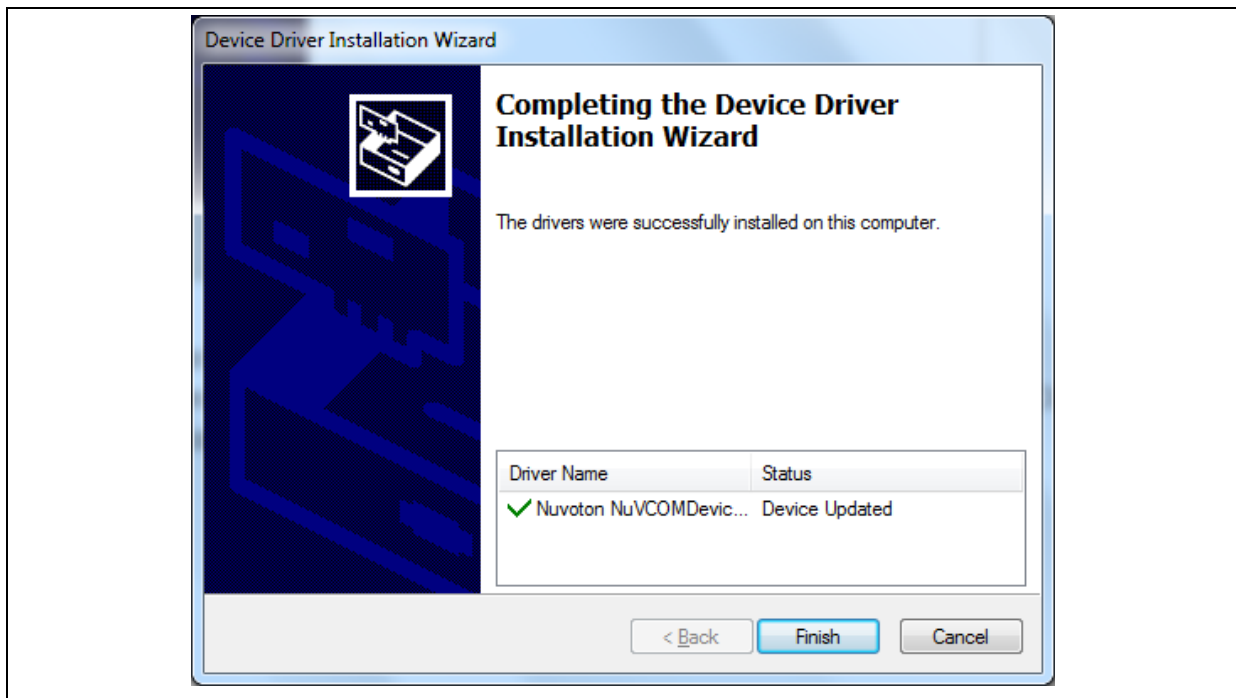 Device Driver Installation Wizard
Completing the Device Driver
Installation Wizard
The drivers were successfully installed on this computer.
Driver Name Status
Nuvoton NuVCOMDevic... Device Updated
< Back Finish Cancel